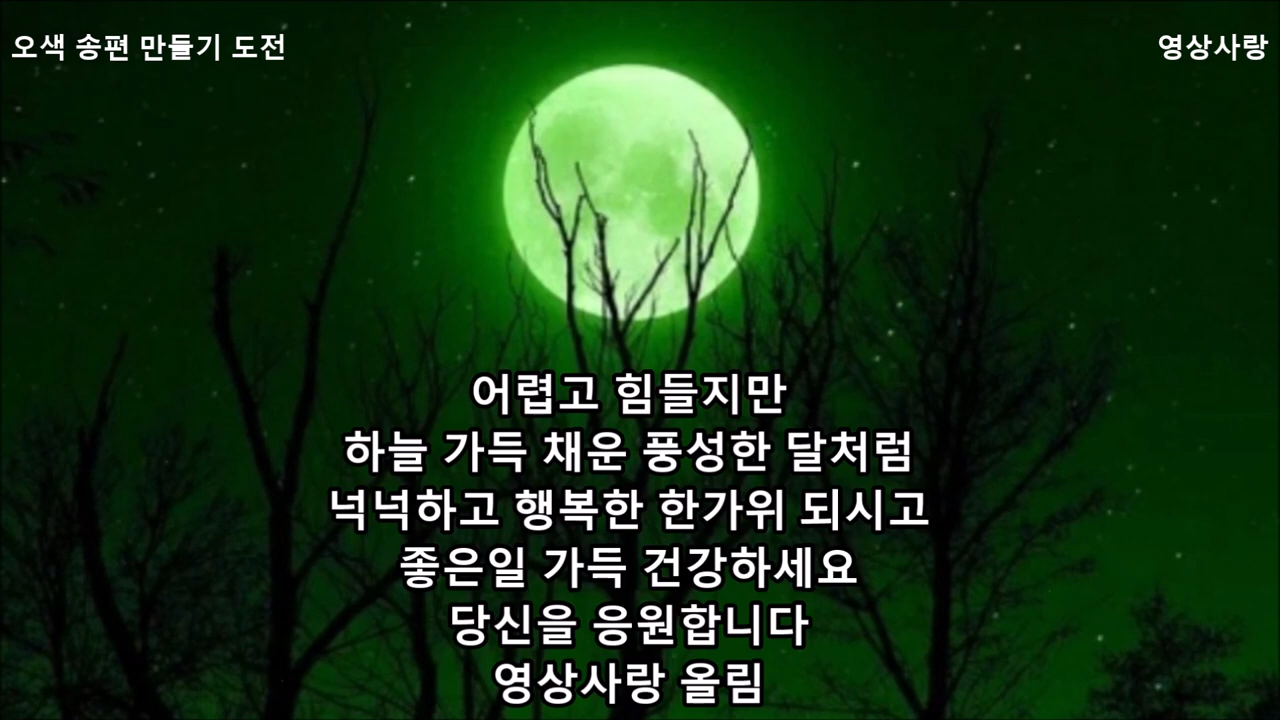 오색 송편 만들기 도전
영상사랑
어렵고 힘들지만
하늘 가득 채운 풍성한 달처럼
넉넉하고 행복한 한가위 되시고
좋은일 가득 건강하세요
당신을 응원합니다
영상사랑 올림